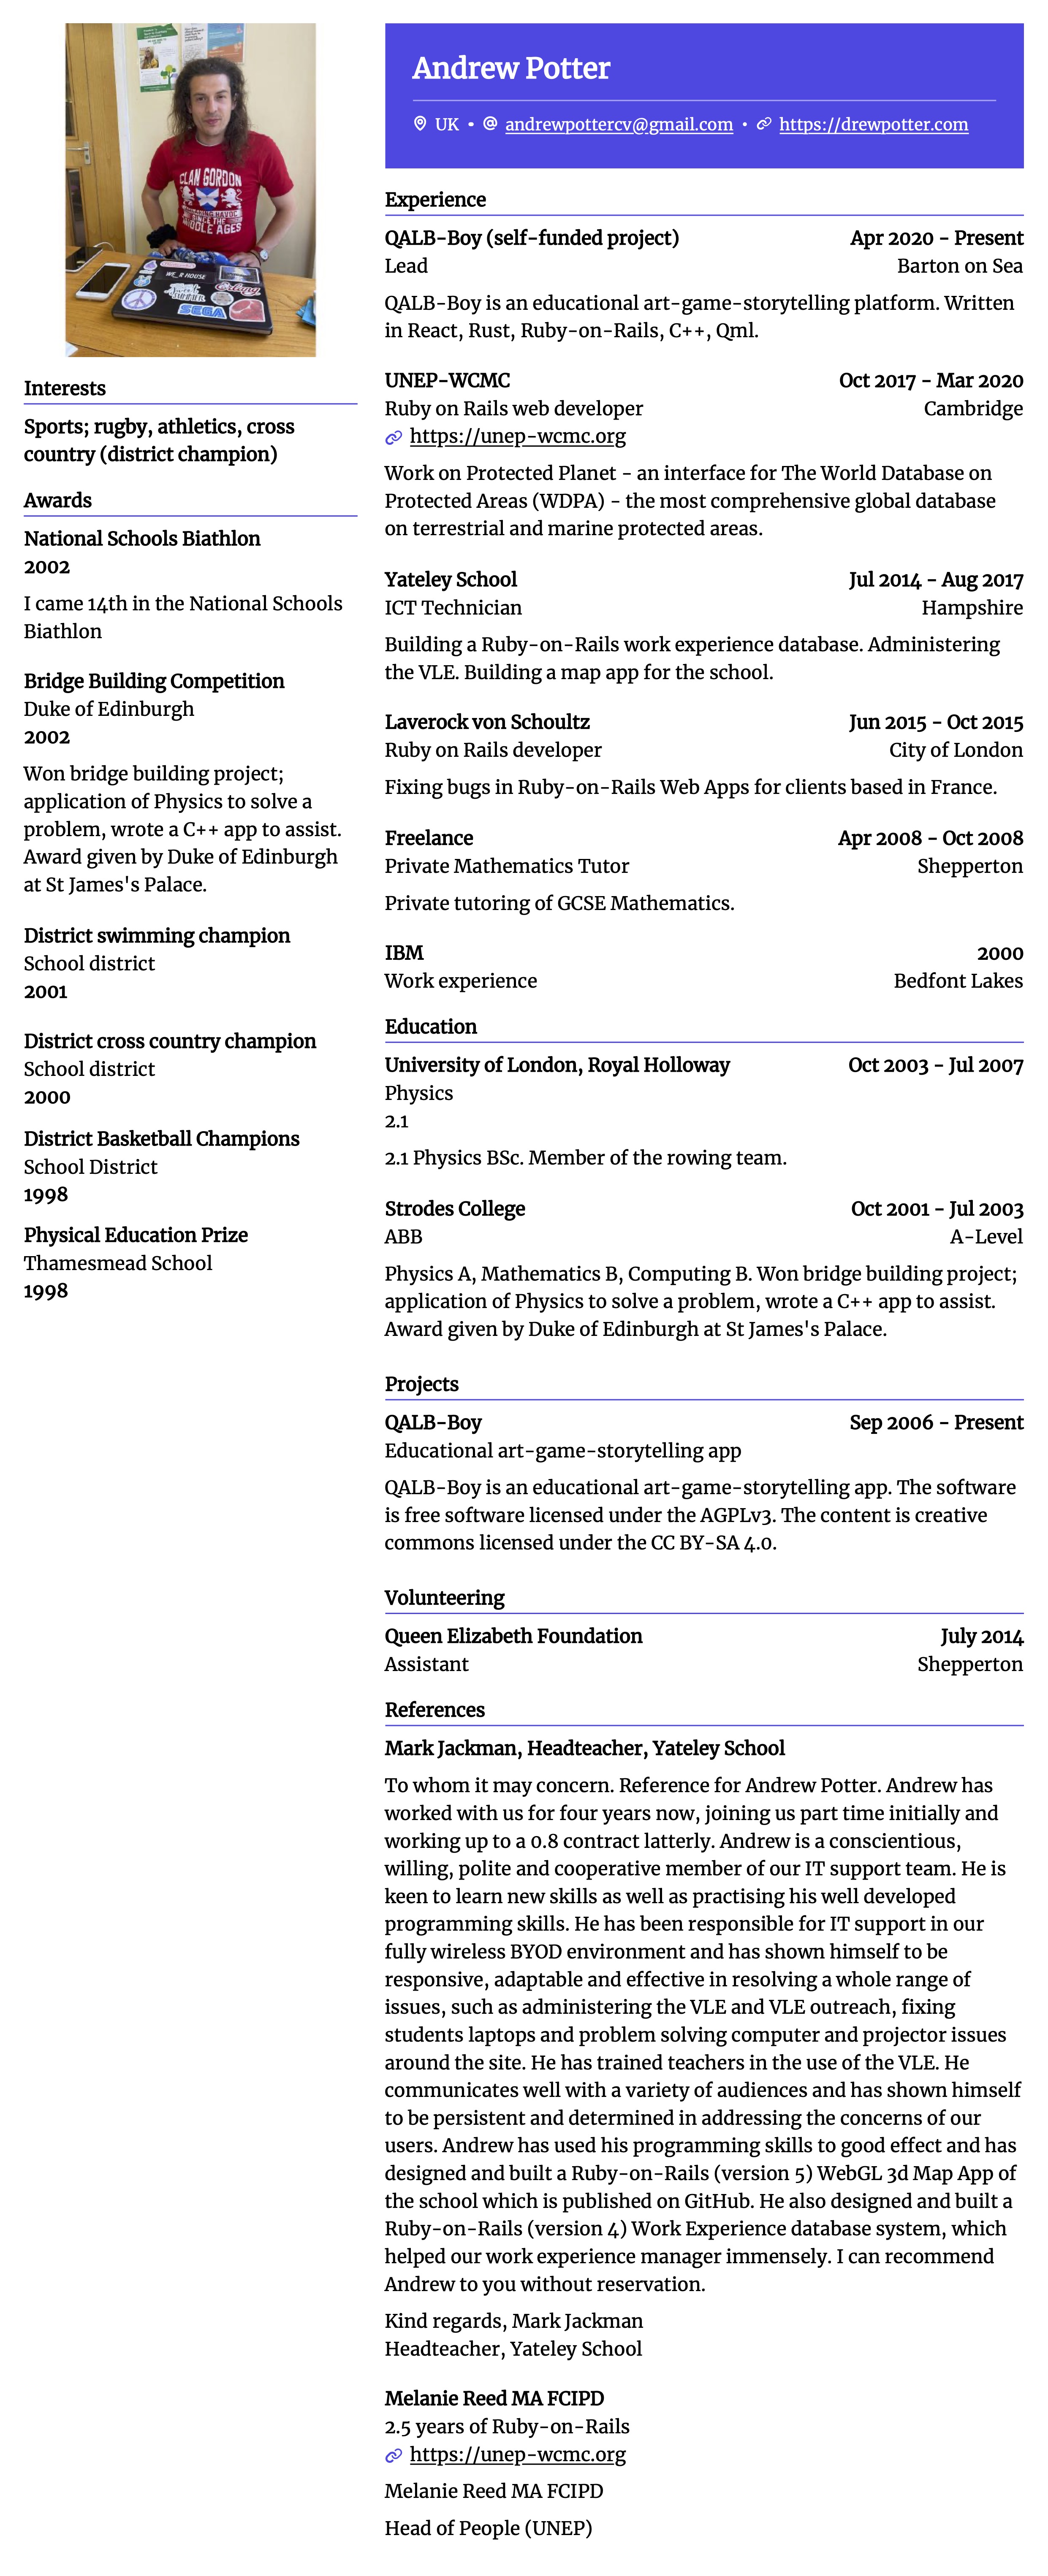 CLAN GORDON
SINCE THE
MIDDLE AGES
WE_R HOUSE
SEGA
Interests
Sports; rugby, athletics, cross
country (district champion)
Awards
National Schools Biathlon
2002
I came 14th in the National Schools
Biathlon
Bridge Building Competition
Duke of Edinburgh
2002
Won bridge building project;
application of Physics to solve a
problem, wrote a C++ app to assist.
Award given by Duke of Edinburgh
at St James's Palace.
District swimming champion
School district
2001
District cross country champion
School district
2000
District Basketball Champions
School District
1998
Physical Education Prize
Thamesmead School
1998
Andrew Potter
UK • andrewpottercv@gmail.com • https://drewpotter.com
Experience
QALB-Boy (self-funded project) Apr 2020 - Present
Lead Barton on Sea
QALB-Boy is an educational art-game-storytelling platform. Written
in React, Rust, Ruby-on-Rails, C++, Qml.
UNEP-WCMC Oct 2017 - Mar 2020
Ruby on Rails web developer Cambridge
https://unep-wcmc.org
Work on Protected Planet - an interface for The World Database on
Protected Areas (WDPA) - the most comprehensive global database
on terrestrial and marine protected areas.
Yateley School Jul 2014 - Aug 2017
ICT Technician Hampshire
Building a Ruby-on-Rails work experience database. Administering
the VLE. Building a map app for the school.
Laverock von Schoultz Jun 2015 - Oct 2015
Ruby on Rails developer City of London
Fixing bugs in Ruby-on-Rails Web Apps for clients based in France.
Freelance Apr 2008 - Oct 2008
Private Mathematics Tutor Shepperton
Private tutoring of GCSE Mathematics.
IBM 2000
Work experience Bedfont Lakes
Education
University of London, Royal Holloway Oct 2003 - Jul 2007
Physics
2.1
2.1 Physics BSc. Member of the rowing team.
Strodes College Oct 2001 - Jul 2003
ABB A-Level
Physics A, Mathematics B, Computing B. Won bridge building project;
application of Physics to solve a problem, wrote a C++ app to assist.
Award given by Duke of Edinburgh at St James's Palace.
Projects
QALB-Boy Sep 2006 - Present
Educational art-game-storytelling app
QALB-Boy is an educational art-game-storytelling app. The software
is free software licensed under the AGPLv3. The content is creative
commons licensed under the CC BY-SA 4.0.
Volunteering
Queen Elizabeth Foundation July 2014
Assistant Shepperton
References
Mark Jackman, Headteacher, Yateley School
To whom it may concern. Reference for Andrew Potter. Andrew has
worked with us for four years now, joining us part time initially and
working up to a 0.8 contract latterly. Andrew is a conscientious,
willing, polite and cooperative member of our IT support team. He is
keen to learn new skills as well as practising his well developed
programming skills. He has been responsible for IT support in our
fully wireless BYOD environment and has shown himself to be
responsive, adaptable and effective in resolving a whole range of
issues, such as administering the VLE and VLE outreach, fixing
students laptops and problem solving computer and projector issues
around the site. He has trained teachers in the use of the VLE. He
communicates well with a variety of audiences and has shown himself
to be persistent and determined in addressing the concerns of our
users. Andrew has used his programming skills to good effect and has
designed and built a Ruby-on-Rails (version 5) WebGL 3d Map App of
the school which is published on GitHub. He also designed and built a
Ruby-on-Rails (version 4) Work Experience database system, which
helped our work experience manager immensely. I can recommend
Andrew to you without reservation.
Kind regards, Mark Jackman
Headteacher, Yateley School
Melanie Reed MA FCIPD
2.5 years of Ruby-on-Rails
https://unep-wcmc.org
Melanie Reed MA FCIPD
Head of People (UNEP)